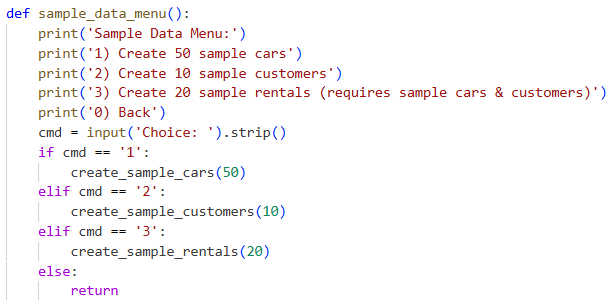 def sample_data_menu():
    print('Sample Data Menu:')
    print('1) Create 50 sample cars')
    print('2) Create 10 sample customers')
    print('3) Create 20 sample rentals (requires sample cars & customers)')
    print('0) Back')
    cmd = input('Choice: ').strip()
    if cmd == '1':
        create_sample_cars(50)
    elif cmd == '2':
        create_sample_customers(10)
    elif cmd == '3':
        create_sample_rentals(20)
    else:
        return